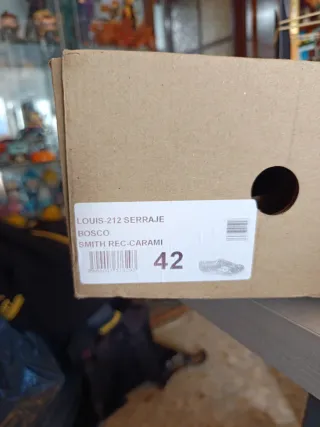 LOUIS-212 SERRAJE
BOSCO
SMITH REC-CARAMI
42